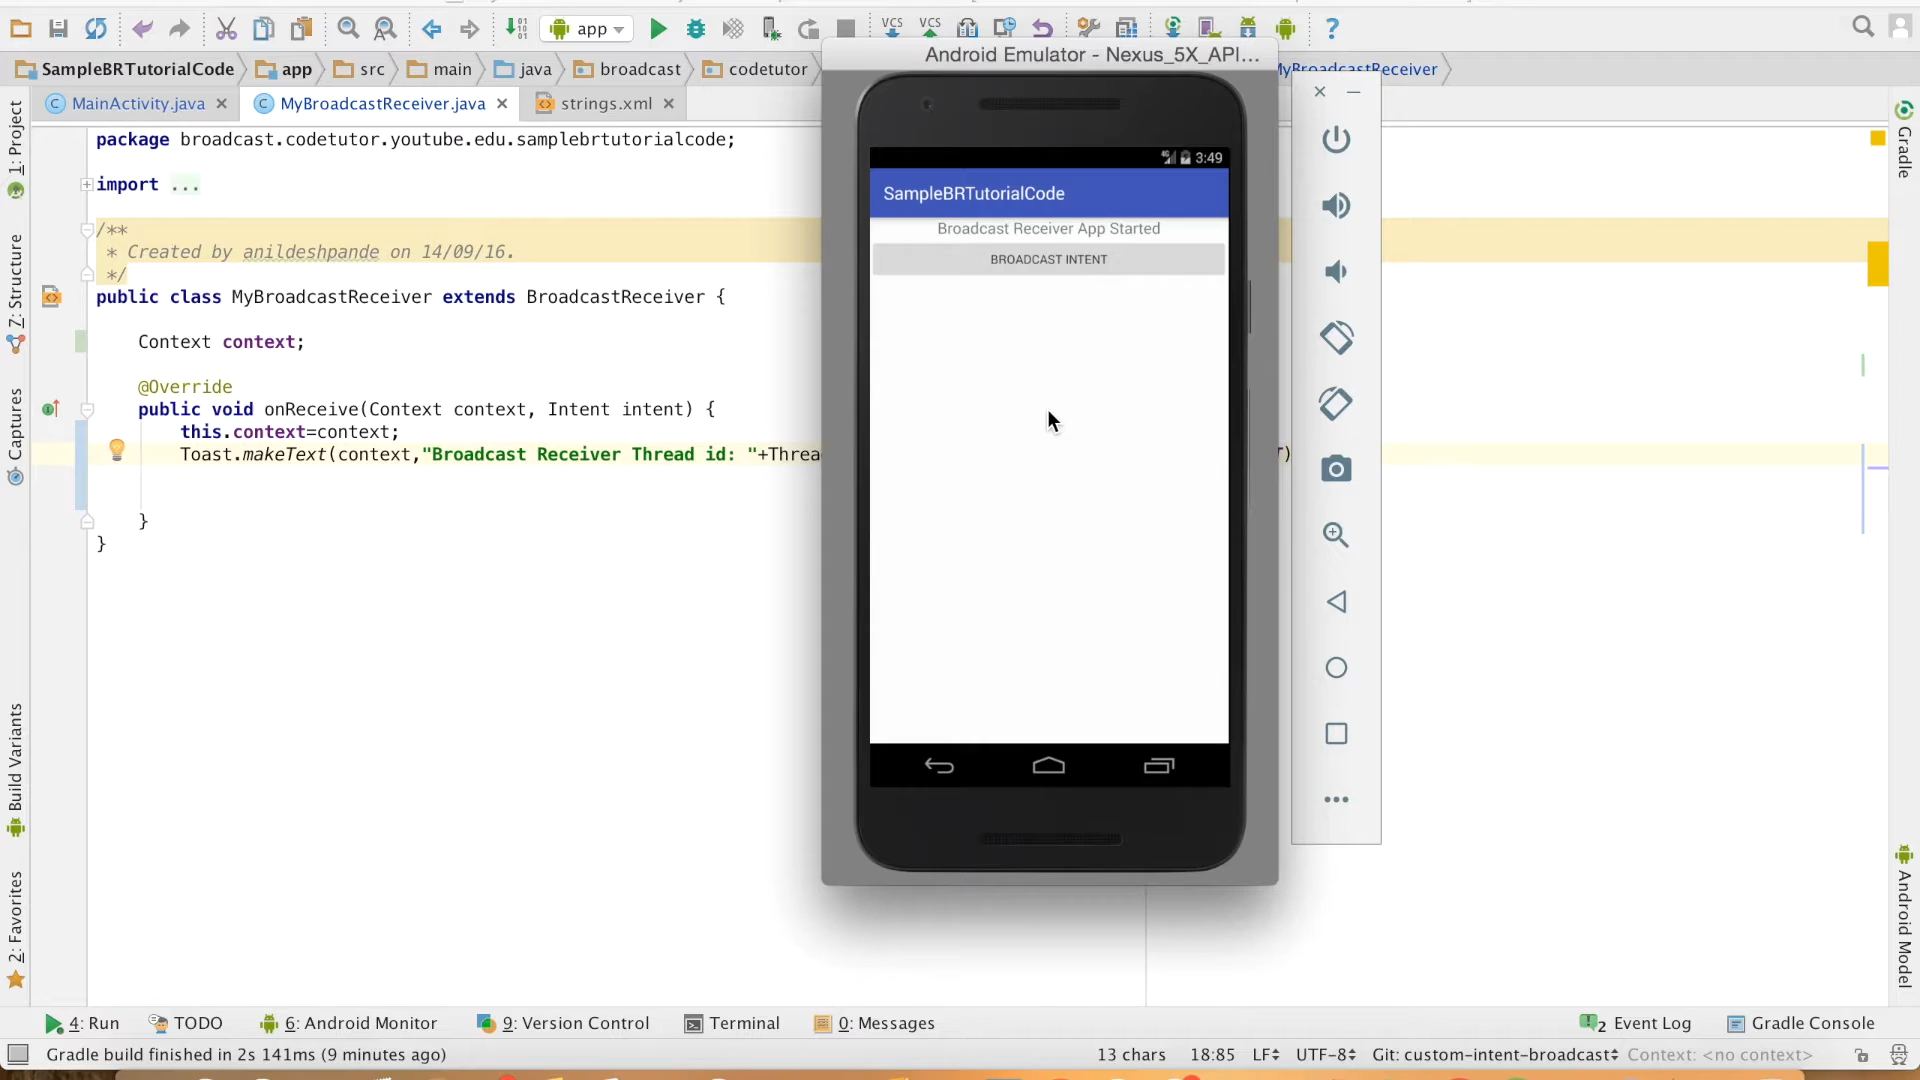 app
VCS VCS
?
Android Emulator - Nexus_5X_API...
SampleBRTutorialCode app src main java broadcast codetutor MyBroadcastReceiver
MainActivity.java MyBroadcastReceiver.java strings.xml
package broadcast.codetutor.youtube.edu.samplebrtutorialcode;
import ...
/**
* Created by anildeshpande on 14/09/16.
*/
public class MyBroadcastReceiver extends BroadcastReceiver {
Context context;
@Override
public void onReceive(Context context, Intent intent) {
this.context=context;
Toast.makeText(context,"Broadcast Receiver Thread id: "+Threa
}
}
3:49
SampleBRTutorialCode
Broadcast Receiver App Started
BROADCAST INTENT
1: Project
Z: Structure
Captures
Build Variants
2: Favorites
Gradle
Android Model
4: Run TODO 6: Android Monitor 9: Version Control Terminal 0: Messages 2 Event Log Gradle Console
Gradle build finished in 2s 141ms (9 minutes ago) 13 chars 18:85 LF UTF-8 Git: custom-intent-broadcast Context: <no context>